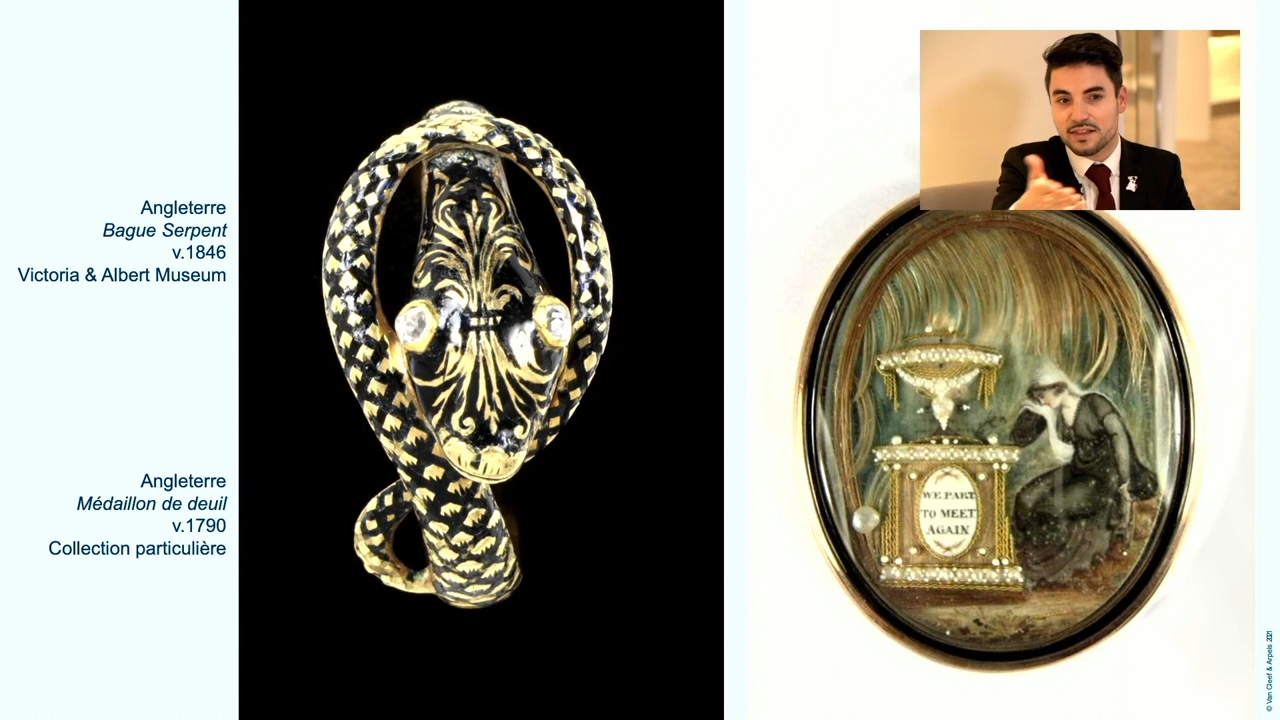 Angleterre
Bague Serpent
v.1846
Victoria & Albert Museum
Angleterre
Médaillon de deuil
v.1790
Collection particulière
WE PART
TO MEET
AGAIN
© Van Cleef & Arpels 2021